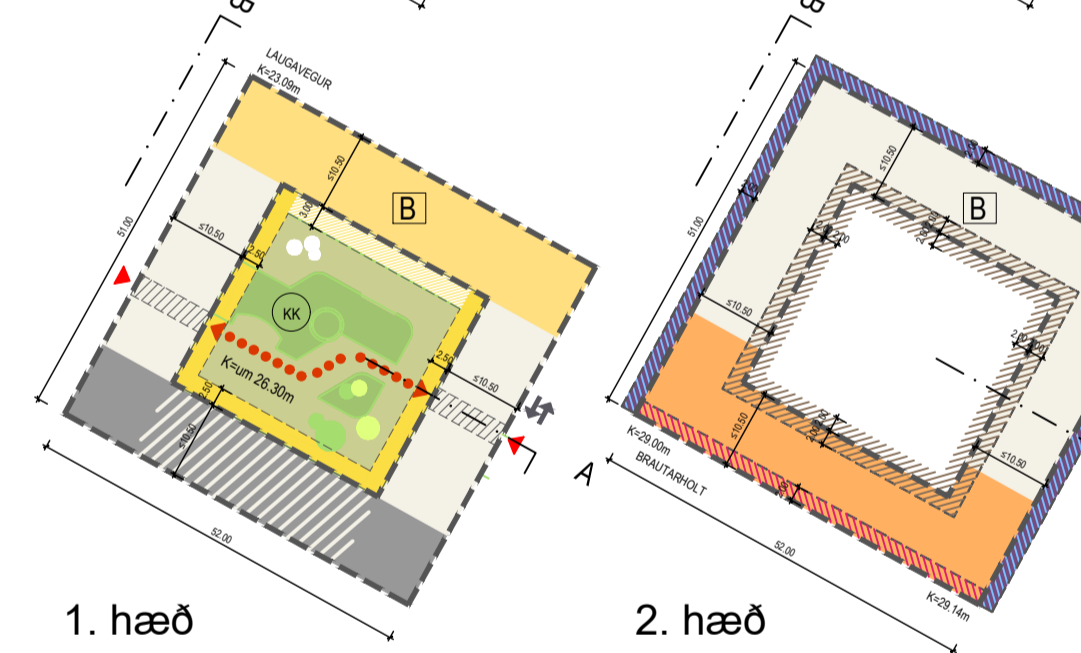 B
B
LAUGAVEGUR
K=23.09m
51.00
≤10.50
3.00
B
≤10.50
2.50
KK
K=um 26.30m
2.50
≤10.50
2.50
≤10.50
52.00
A
1. hæð
51.00
≤10.50
B
≤10.50
≤10.50
≤10.50
K=29.00m
BRAUTARHOLT
52.00
K=29.14m
2. hæð